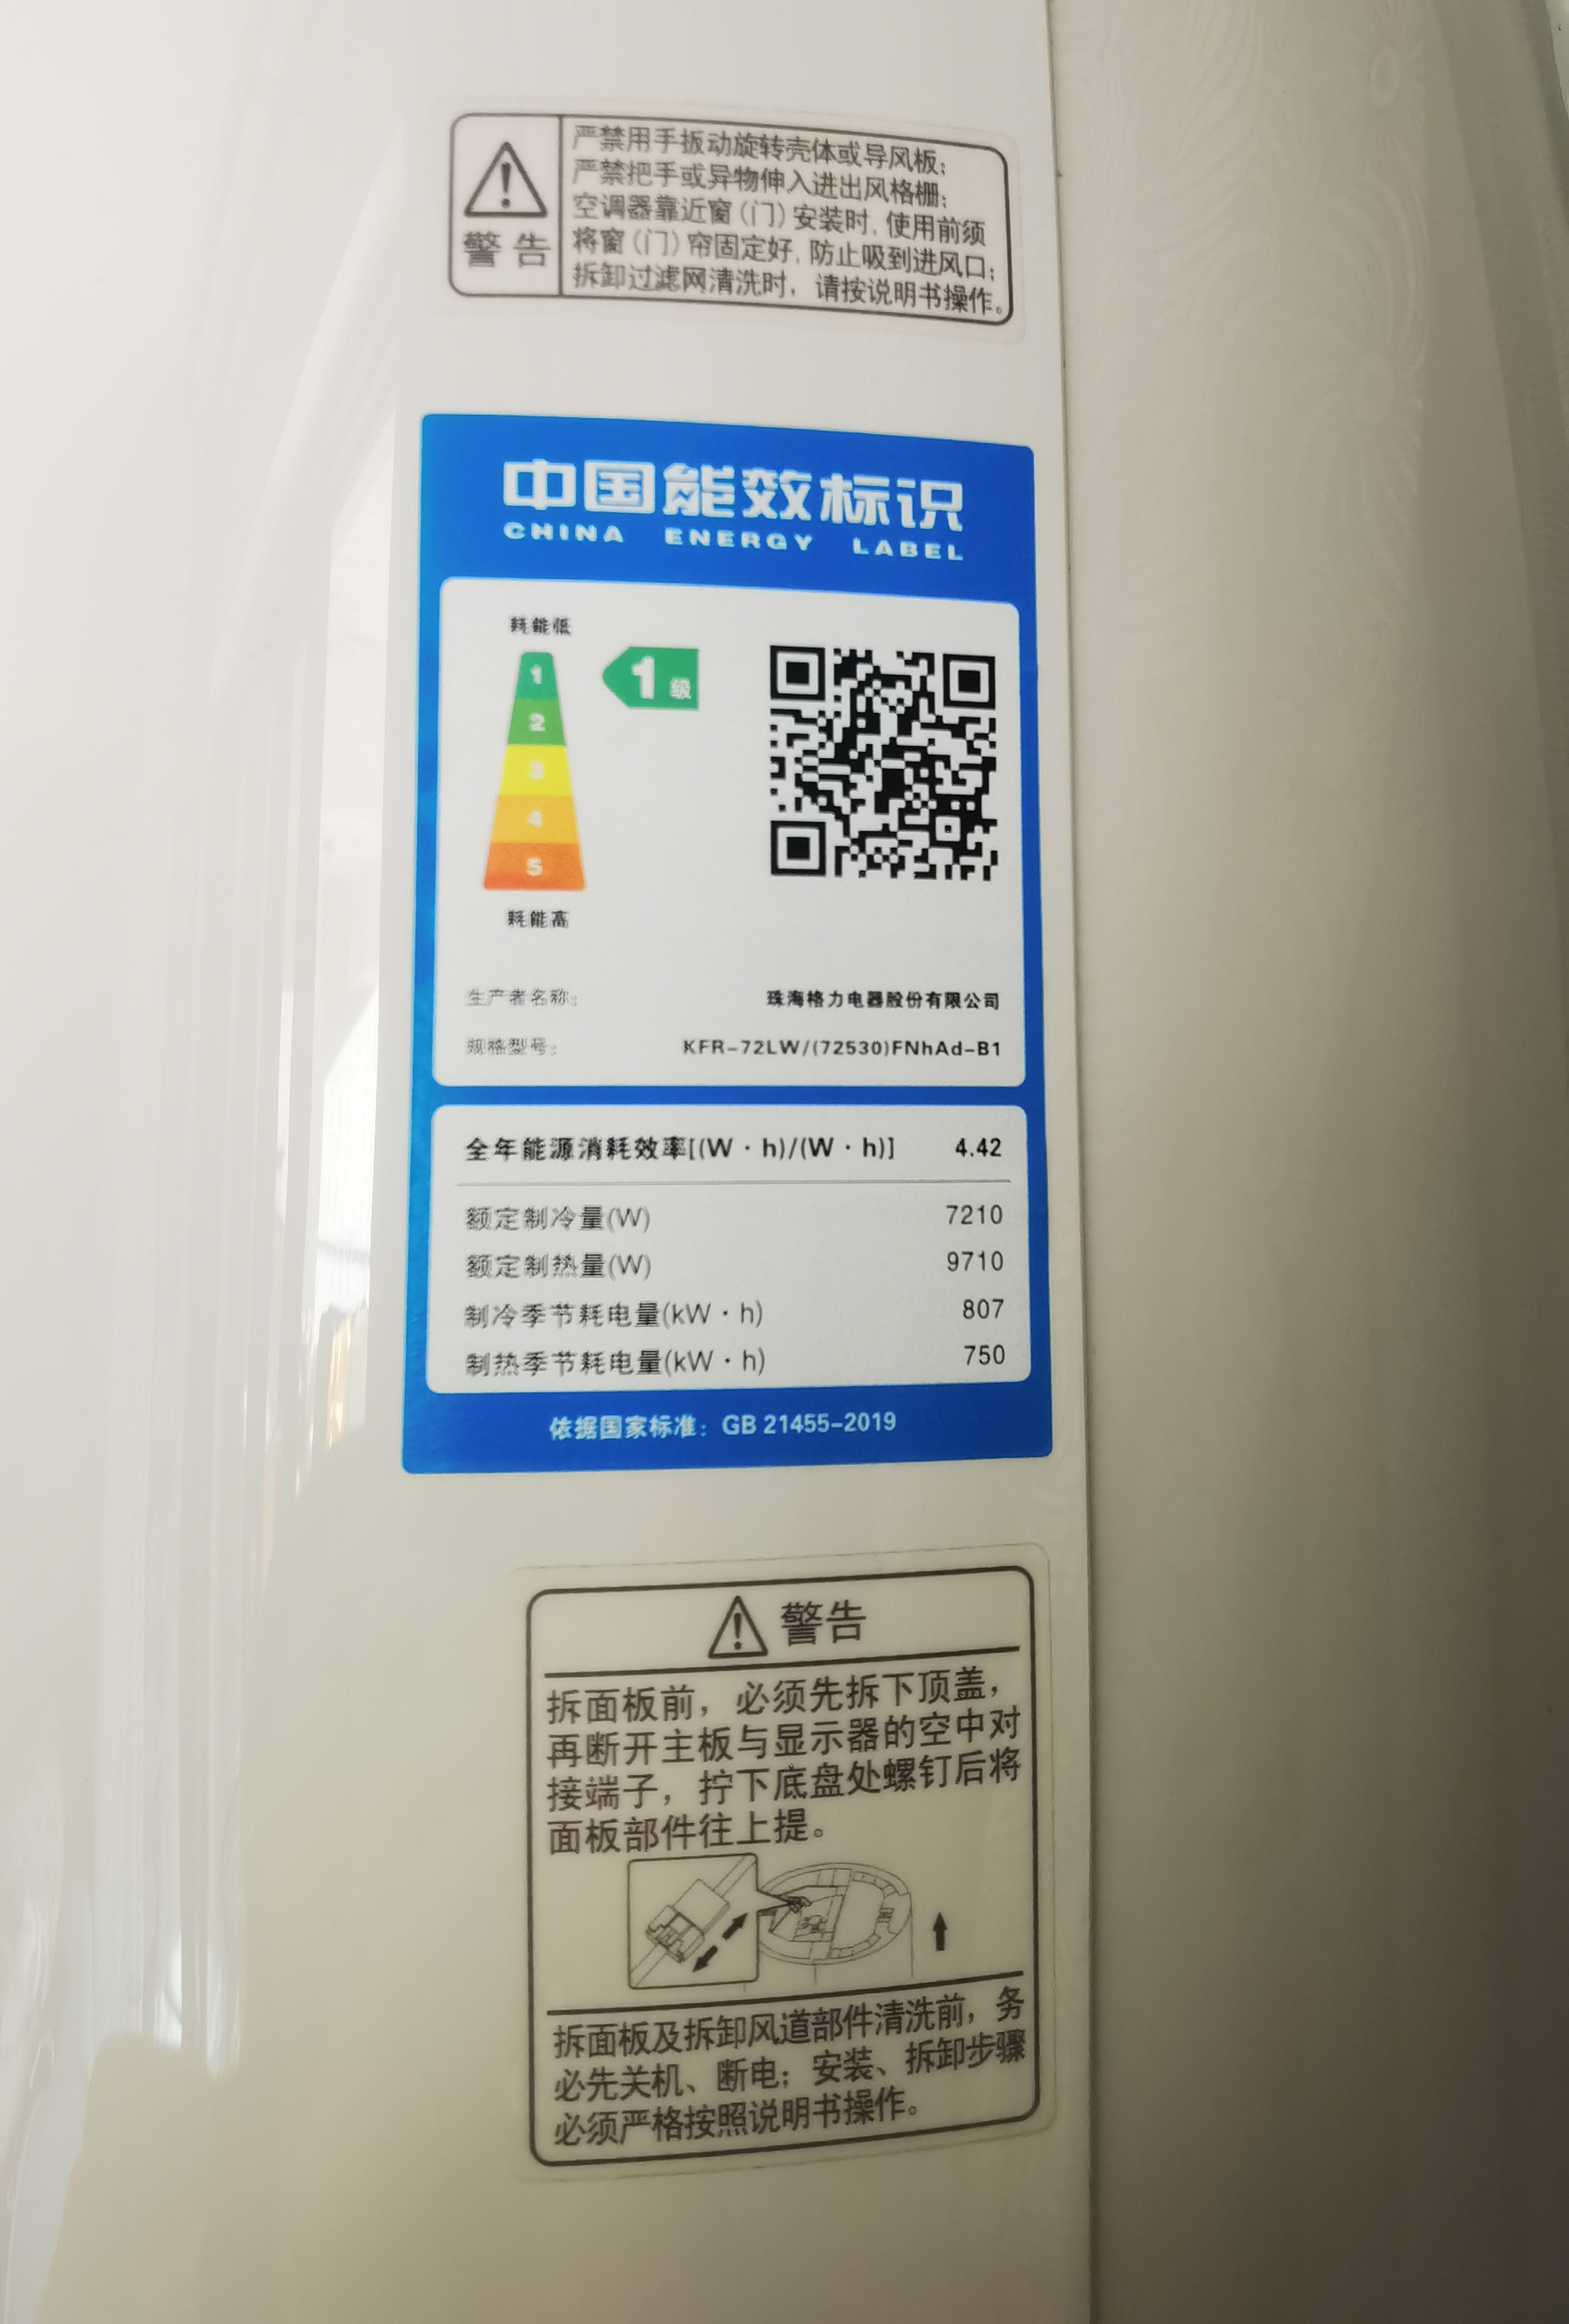 严禁用手扳动旋转壳体或导风板；
严禁把手或异物伸入进出风格栅；
空调器靠近窗（门）安装时，使用前须
将窗（门）帘固定好，防止吸到进风口；
拆卸过滤网清洗时，请按说明书操作。
警告
中国能效标识
CHINA ENERGY LABEL
耗能低
1
1级
2
3
4
5
耗能高
生产者名称： 珠海格力电器股份有限公司
规格型号： KFR-72LW/(72530)FNhAd-B1
全年能源消耗效率[(W·h)/(W·h)] 4.42
额定制冷量(W) 7210
额定制热量(W) 9710
制冷季节耗电量(kW·h) 807
制热季节耗电量(kW·h) 750
依据国家标准：GB 21455-2019
警告
拆面板前，必须先拆下顶盖，
再断开主板与显示器的空中对
接端子，拧下底盘处螺钉后将
面板部件往上提。
拆面板及拆卸风道部件清洗前，务
必先关机、断电；安装、拆卸步骤
必须严格按照说明书操作。